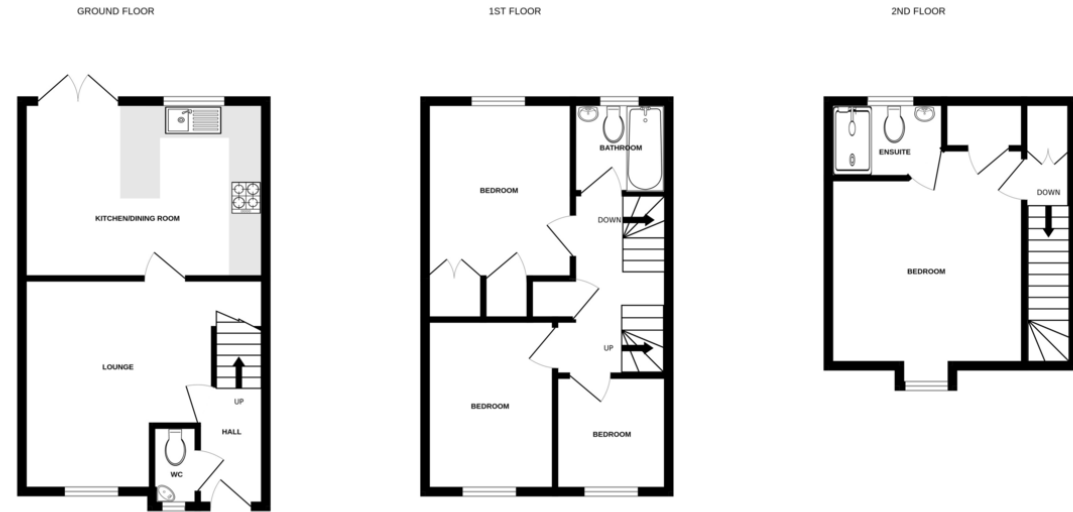 GROUND FLOOR
KITCHEN/DINING ROOM
LOUNGE
UP
HALL
WC
1ST FLOOR
BATHROOM
BEDROOM
DOWN
UP
BEDROOM
BEDROOM
2ND FLOOR
ENSUITE
DOWN
BEDROOM